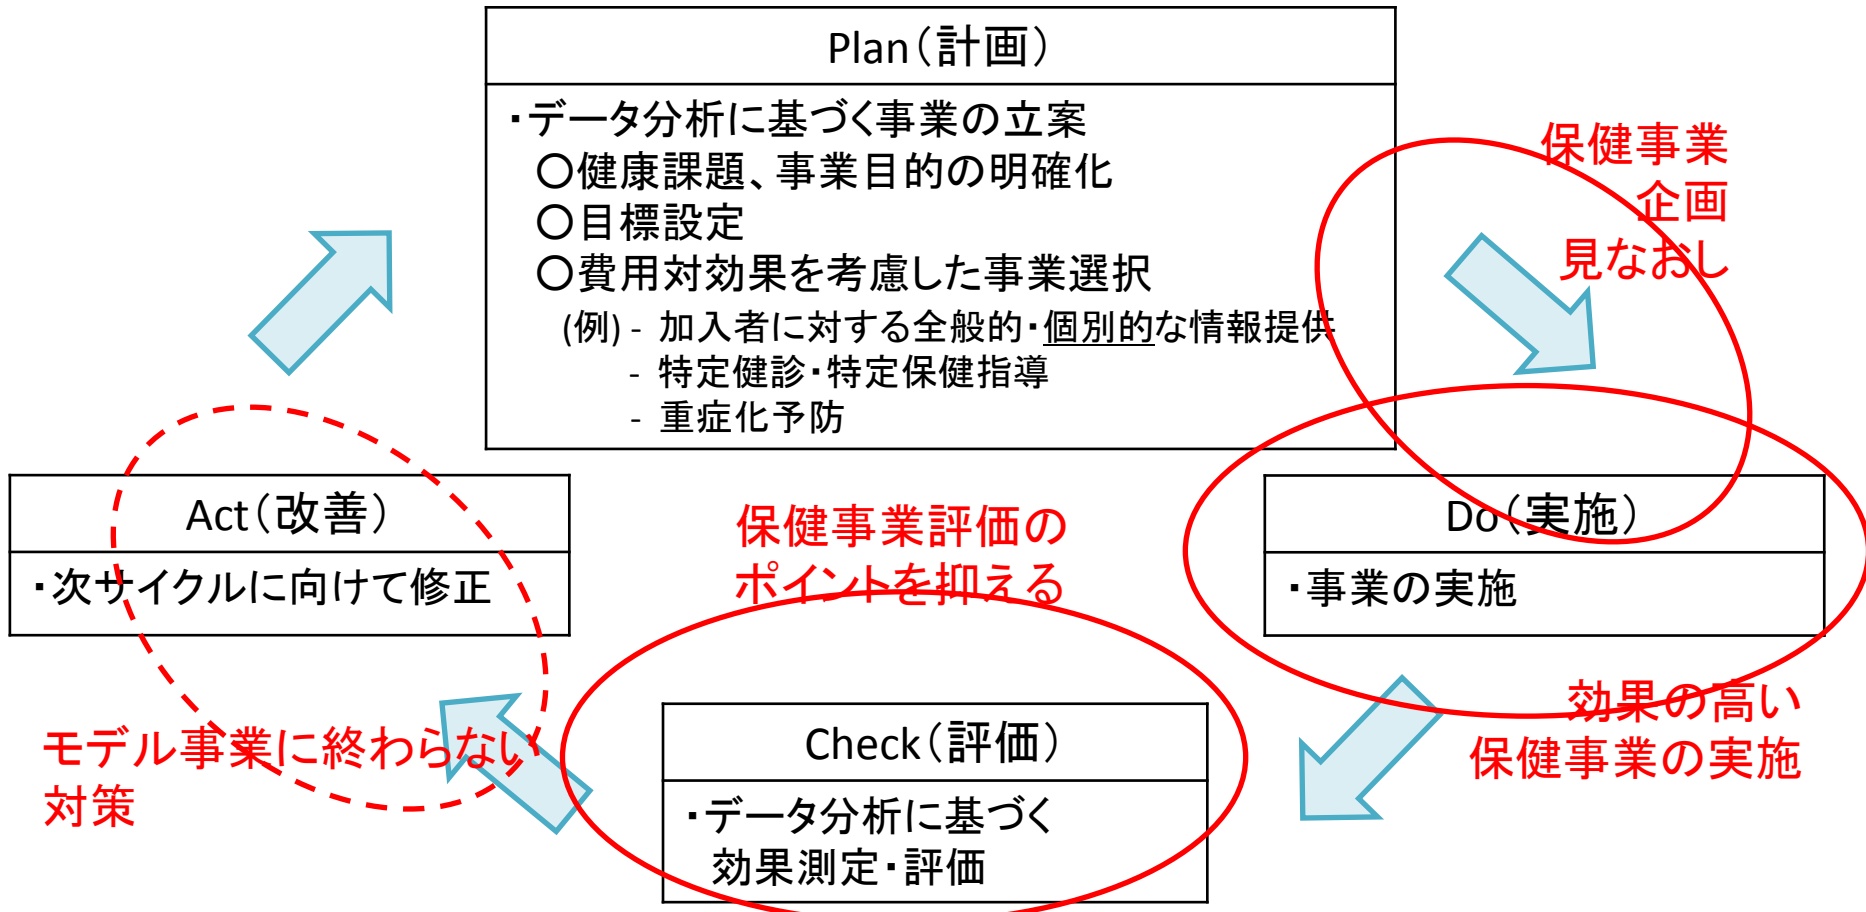 Plan（計画）
・データ分析に基づく事業の立案
○健康課題、事業目的の明確化
○目標設定
○費用対効果を考慮した事業選択
(例) - 加入者に対する全般的・個別的な情報提供
- 特定健診・特定保健指導
- 重症化予防
保健事業
企画
見なおし
Act（改善）
・次サイクルに向けて修正
保健事業評価の
ポイントを抑える
Do（実施）
・事業の実施
モデル事業に終わらない
対策
Check（評価）
・データ分析に基づく
効果測定・評価
効果の高い
保健事業の実施